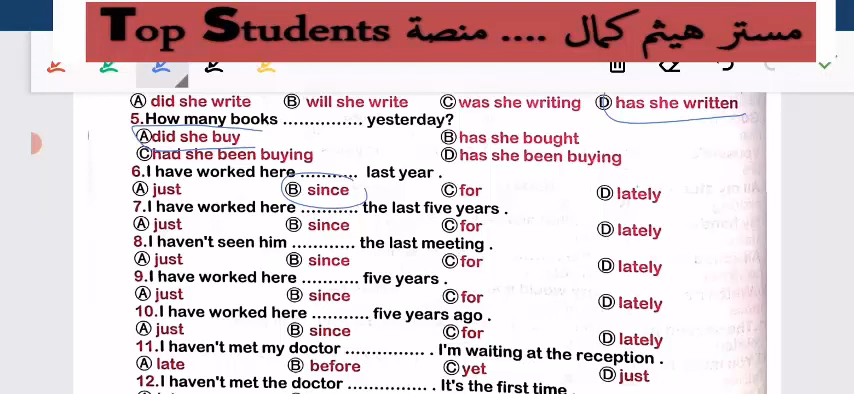 Top Students مستر هيثم كمال .... منصة
Ⓐ did she write Ⓑ will she write Ⓒ was she writing Ⓓ has she written
5.How many books ............... yesterday?
Ⓐ did she buy Ⓑ has she bought
Ⓒ had she been buying Ⓓ has she been buying
6.I have worked here ........... last year .
Ⓐ just Ⓑ since Ⓒ for Ⓓ lately
7.I have worked here ........... the last five years .
Ⓐ just Ⓑ since Ⓒ for Ⓓ lately
8.I haven't seen him ............ the last meeting .
Ⓐ just Ⓑ since Ⓒ for Ⓓ lately
9.I have worked here ........... five years .
Ⓐ just Ⓑ since Ⓒ for Ⓓ lately
10.I have worked here ........... five years ago .
Ⓐ just Ⓑ since Ⓒ for Ⓓ lately
11.I haven't met my doctor ............... . I'm waiting at the reception .
Ⓐ late Ⓑ before Ⓒ yet Ⓓ just
12.I haven't met the doctor ............... . It's the first time